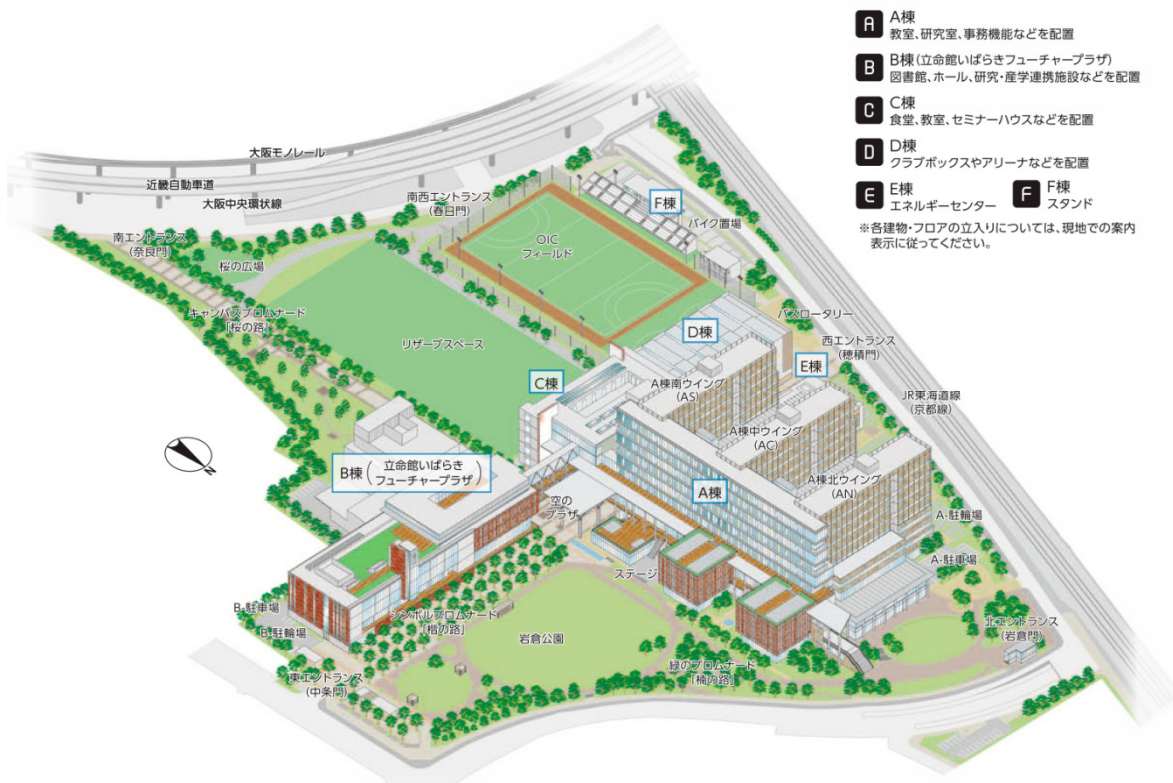 A A棟
教室、研究室、事務機能などを配置
B B棟(立命館いばらきフューチャープラザ)
図書館、ホール、研究・産学連携施設などを配置
C C棟
食堂、教室、セミナーハウスなどを配置
D D棟
クラブボックスやアリーナなどを配置
E E棟
エネルギーセンター
F F棟
スタンド
※各建物・フロアの立入りについては、現地での案内
表示に従ってください。
大阪モノレール
近畿自動車道
大阪中央環状線
南西エントランス
(春日門)
F棟
バイク置場
南エントランス
(奈良門)
桜の広場
OIC
フィールド
キャンパスプロムナード
「桜の路」
リザーブスペース
D棟
バスロータリー
西エントランス
(穂積門)
E棟
C棟
A棟南ウイング
(AS)
JR東海道線
(京都線)
A棟中ウイング
(AC)
B棟(立命館いばらき
フューチャープラザ)
A棟
A棟北ウイング
(AN)
N
空の
プラザ
A-駐輪場
ステージ
A-駐車場
B-駐車場
シンボルプロムナード
「楷の路」
B-駐輪場
岩倉公園
北エントランス
(岩倉門)
緑のプロムナード
「楠の路」
東エントランス
(中条門)